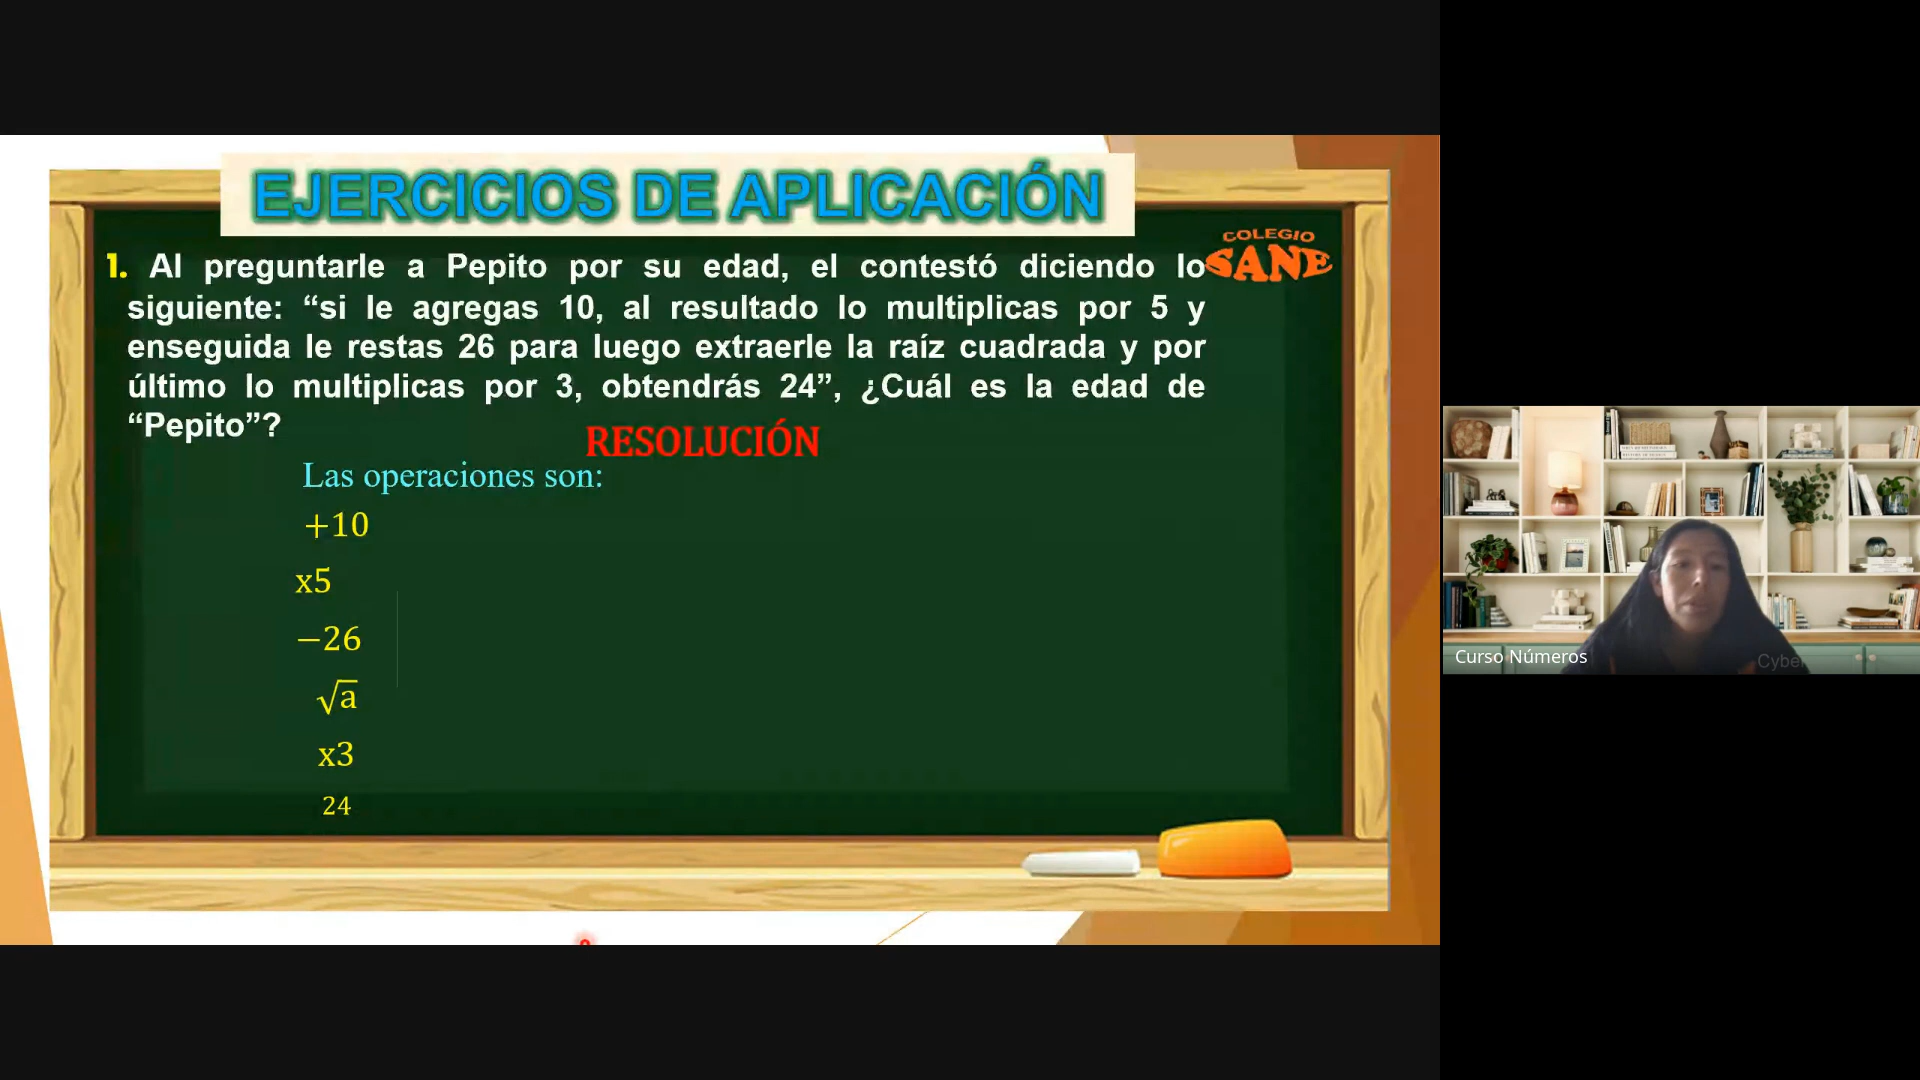 EJERCICIOS DE APLICACIÓN
COLEGIO
SANE
1. Al preguntarle a Pepito por su edad, el contestó diciendo lo
siguiente: “si le agregas 10, al resultado lo multiplicas por 5 y
enseguida le restas 26 para luego extraerle la raíz cuadrada y por
último lo multiplicas por 3, obtendrás 24”, ¿Cuál es la edad de
“Pepito”?
RESOLUCIÓN
Las operaciones son:
+10
x5
−26
√a
x3
24
Curso Números